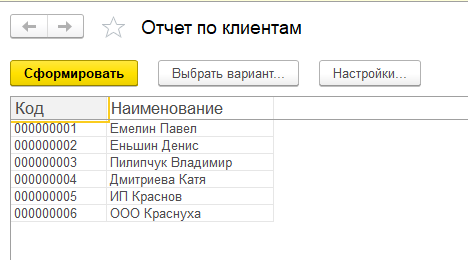 Отчет по клиентам
Сформировать Выбрать вариант... Настройки...
Код Наименование
000000001 Емелин Павел
000000002 Еньшин Денис
000000003 Пилипчук Владимир
000000004 Дмитриева Катя
000000005 ИП Краснов
000000006 ООО Краснуха